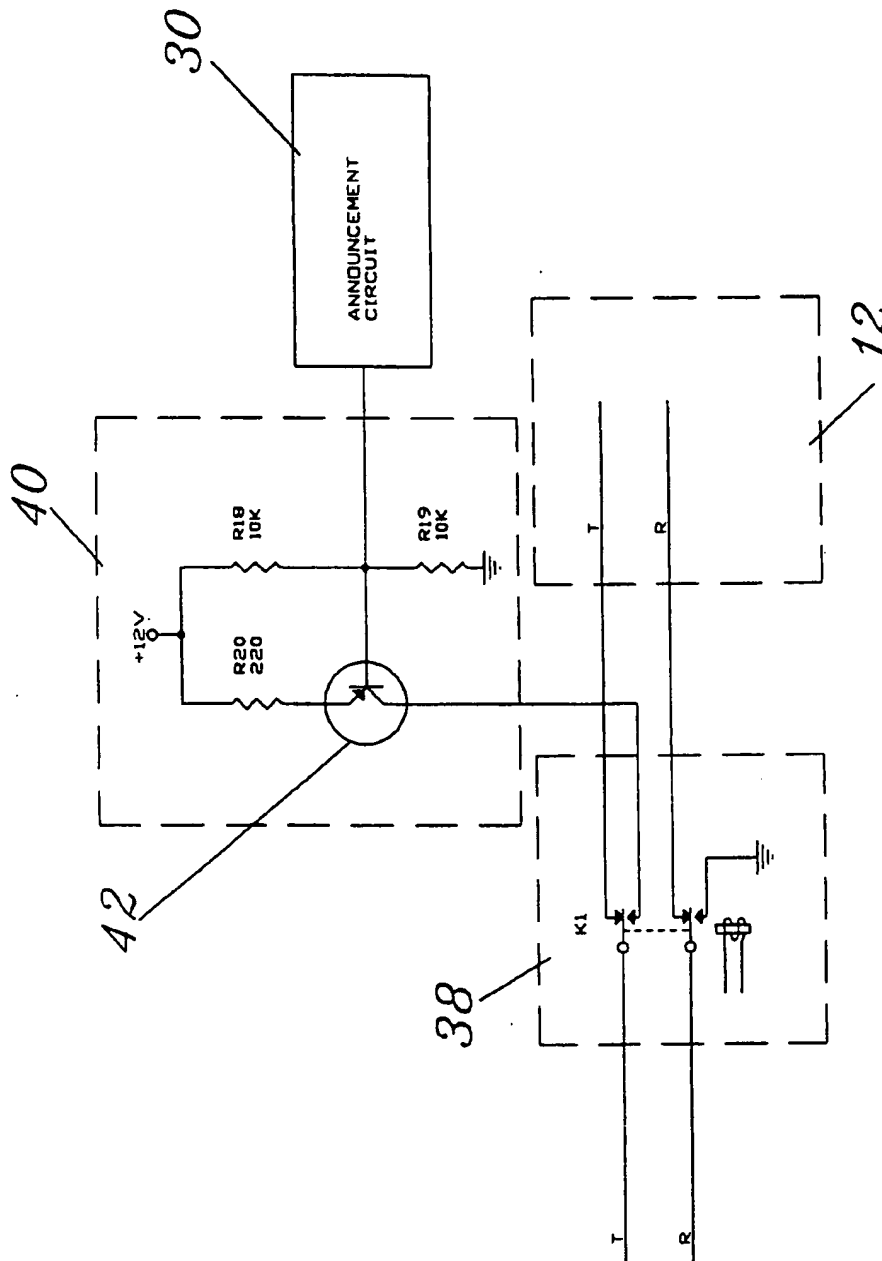 30
ANNOUNCEMENT
CIRCUIT
40
+12V
R18
10K
R20
220
R19
10K
42
T
R
12
38
K1
T
R